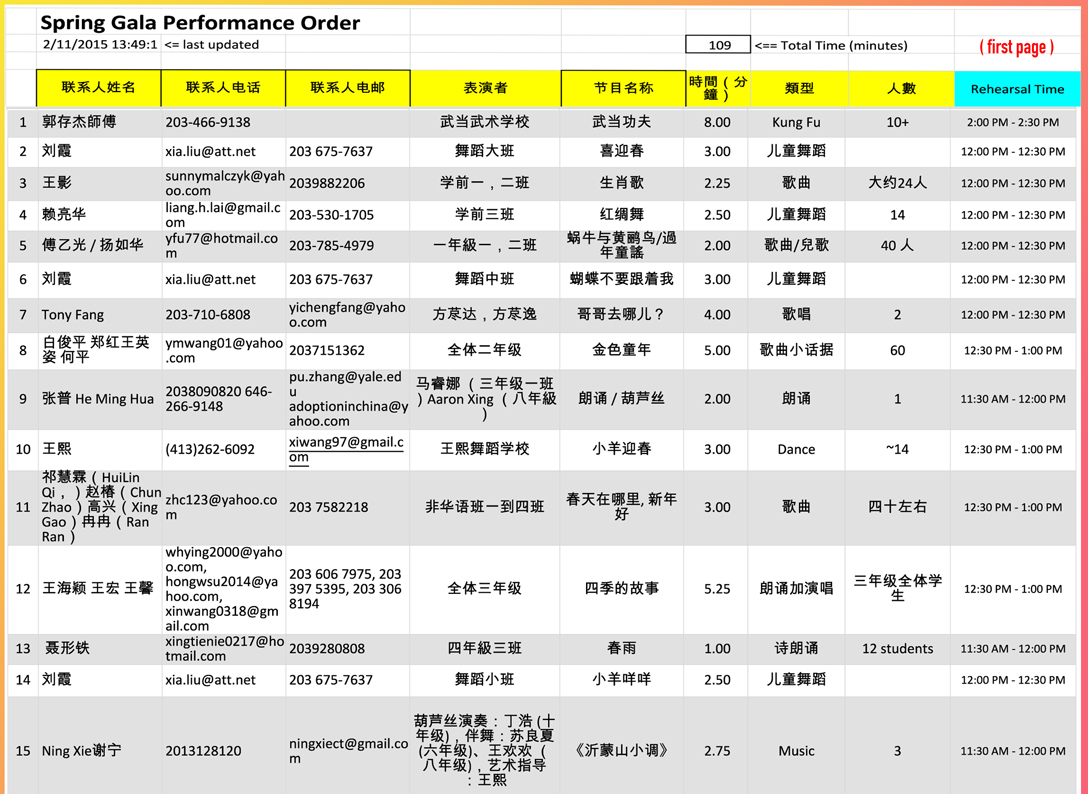 Spring Gala Performance Order
2/11/2015 13:49:1 <= last updated 109 <== Total Time (minutes) ( first page )
联系人姓名 联系人电话 联系人电邮 表演者 节目名称 時間（分鐘） 類型 人數 Rehearsal Time
1 郭存杰師傅 203-466-9138 武当武术学校 武当功夫 8.00 Kung Fu 10+ 2:00 PM - 2:30 PM
2 刘霞 xia.liu@att.net 203 675-7637 舞蹈大班 喜迎春 3.00 儿童舞蹈 12:00 PM - 12:30 PM
3 王影 sunnymalczyk@yahoo.com 2039882206 学前一，二班 生肖歌 2.25 歌曲 大约24人 12:00 PM - 12:30 PM
4 赖亮华 liang.h.lai@gmail.com 203-530-1705 学前三班 红绸舞 2.50 儿童舞蹈 14 12:00 PM - 12:30 PM
5 傅乙光 / 扬如华 yfu77@hotmail.com 203-785-4979 一年級一，二班 蜗牛与黄鹂鸟/過年童謠 2.00 歌曲/兒歌 40 人 12:00 PM - 12:30 PM
6 刘霞 xia.liu@att.net 203 675-7637 舞蹈中班 蝴蝶不要跟着我 3.00 儿童舞蹈 12:00 PM - 12:30 PM
7 Tony Fang 203-710-6808 yichengfang@yahoo.com 方荩达，方荩逸 哥哥去哪儿？ 4.00 歌唱 2 12:00 PM - 12:30 PM
8 白俊平 郑红王英姿 何平 ymwang01@yahoo.com 2037151362 全体二年级 金色童年 5.00 歌曲小话据 60 12:30 PM - 1:00 PM
9 张普 He Ming Hua 2038090820 646-266-9148 pu.zhang@yale.edu adoptioninchina@yahoo.com 马睿娜（三年级一班）Aaron Xing（八年級） 朗诵 / 葫芦丝 2.00 朗诵 1 11:30 AM - 12:00 PM
10 王熙 (413)262-6092 xiwang97@gmail.com 王熙舞蹈学校 小羊迎春 3.00 Dance ~14 12:30 PM - 1:00 PM
11 祁慧霖（HuiLin Qi，）赵椿（Chun Zhao）高兴（Xing Gao）冉冉（Ran Ran） zhc123@yahoo.com 203 7582218 非华语班一到四班 春天在哪里, 新年好 3.00 歌曲 四十左右 12:30 PM - 1:00 PM
12 王海颖 王宏 王馨 whying2000@yahoo.com, hongwsu2014@yahoo.com, xinwang0318@gmail.com 203 606 7975, 203 397 5395, 203 306 8194 全体三年级 四季的故事 5.25 朗诵加演唱 三年级全体学生 12:30 PM - 1:00 PM
13 聂形铁 xingtienie0217@hotmail.com 2039280808 四年級三班 春雨 1.00 诗朗诵 12 students 11:30 AM - 12:00 PM
14 刘霞 xia.liu@att.net 203 675-7637 舞蹈小班 小羊咩咩 2.50 儿童舞蹈 12:00 PM - 12:30 PM
15 Ning Xie谢宁 2013128120 ningxiect@gmail.com 葫芦丝演奏：丁浩 (十年级)，伴舞：苏良夏 (六年级)、王欢欢（八年级)，艺术指导：王熙 《沂蒙山小调》 2.75 Music 3 11:30 AM - 12:00 PM